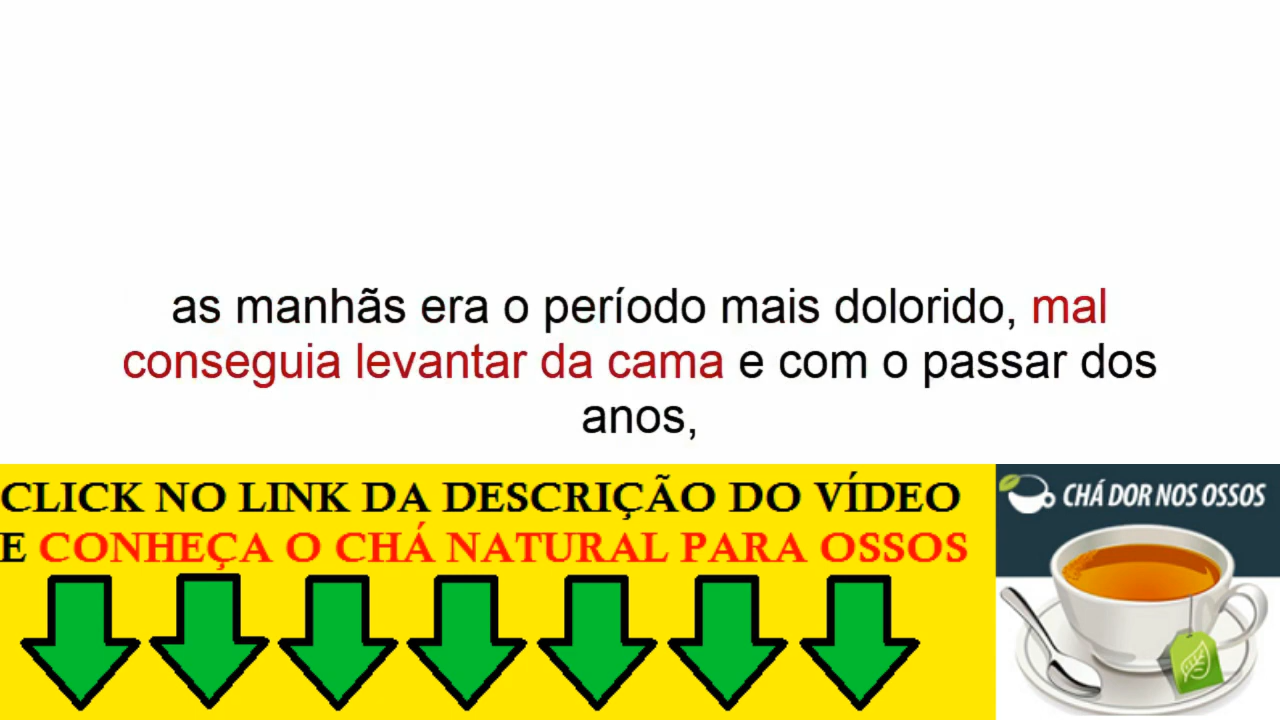 as manhãs era o período mais dolorido, mal
conseguia levantar da cama e com o passar dos
anos,
CLICK NO LINK DA DESCRIÇÃO DO VÍDEO
E CONHEÇA O CHÁ NATURAL PARA OSSOS
CHÁ DOR NOS OSSOS